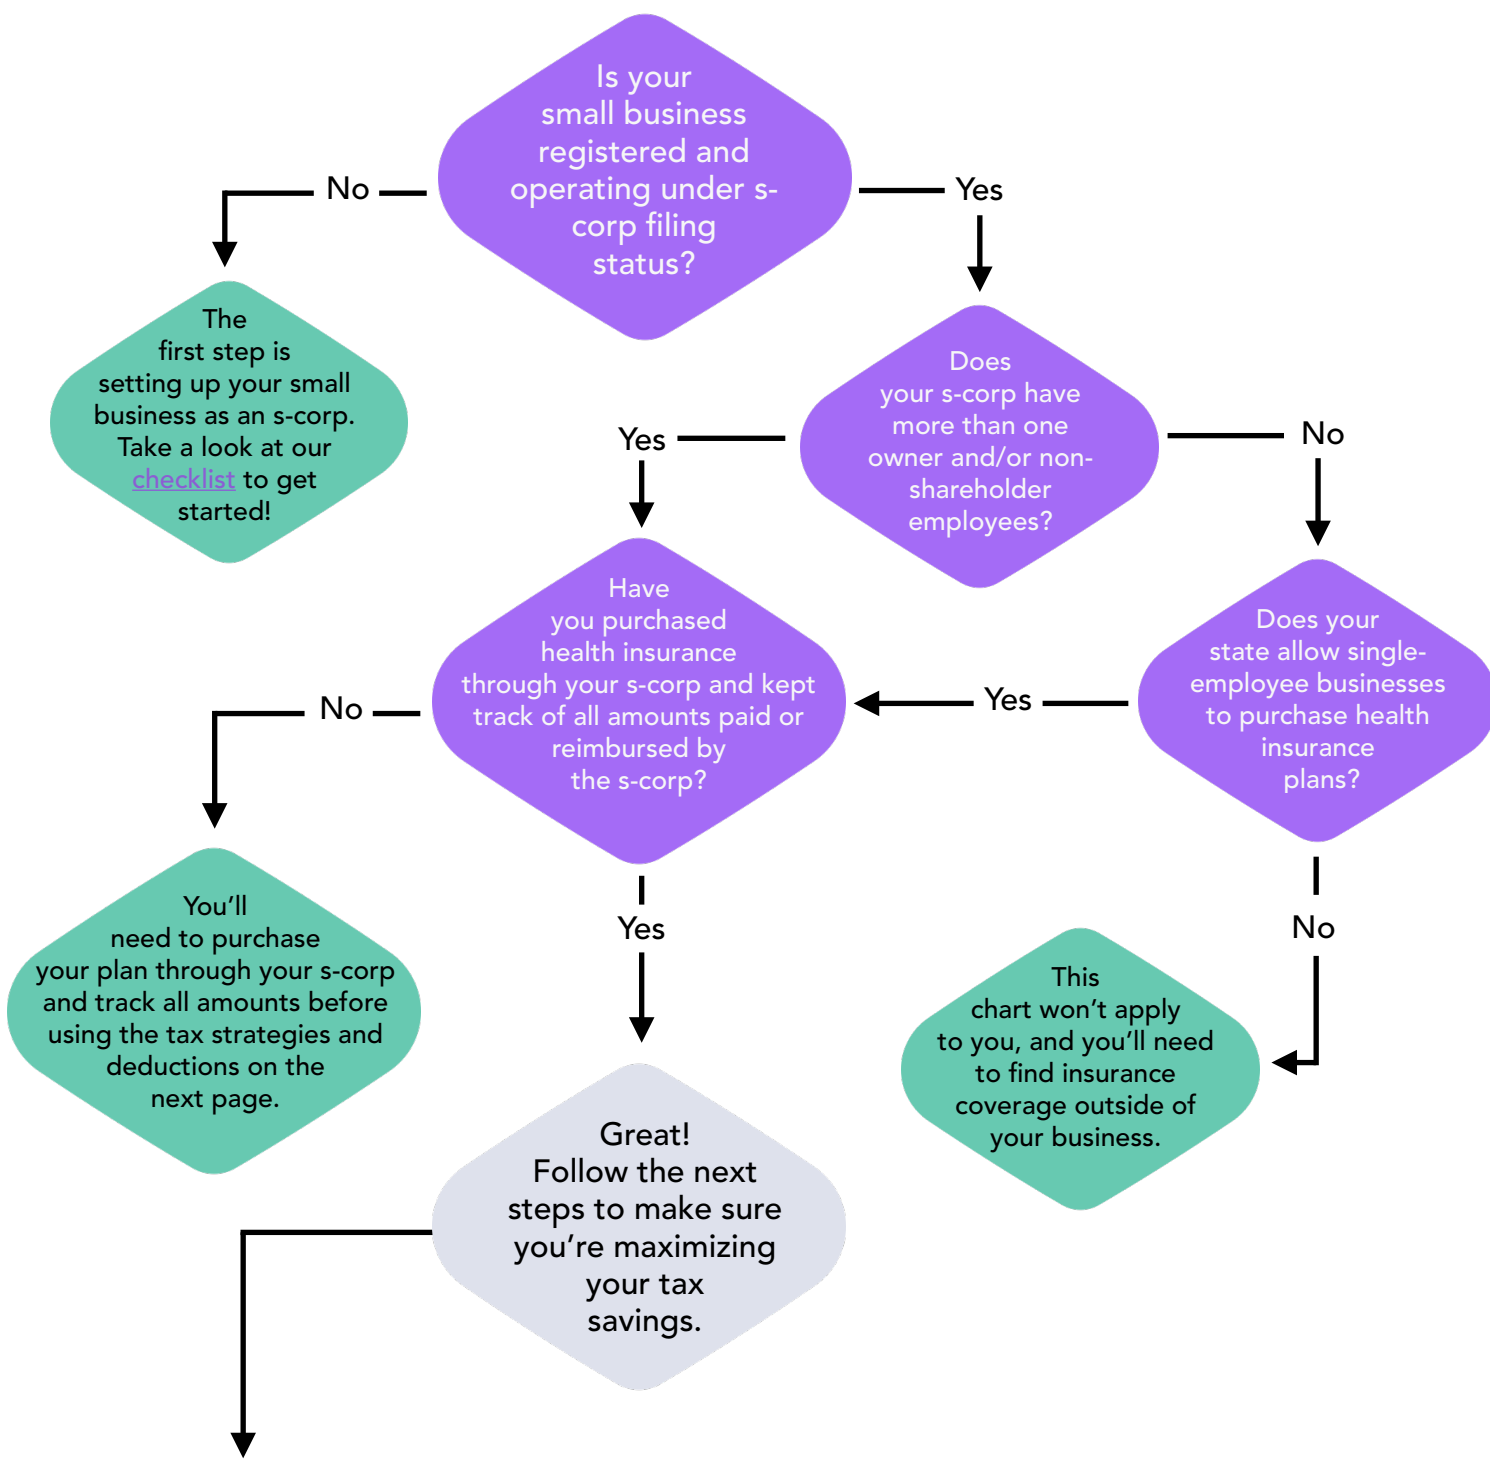 Is your
small business
registered and
operating under s-
corp filing
status?
No
Yes
The
first step is
setting up your small
business as an s-corp.
Take a look at our
checklist to get
started!
Does
your s-corp have
more than one
owner and/or non-
shareholder
employees?
Yes
No
Have
you purchased
health insurance
through your s-corp and kept
track of all amounts paid or
reimbursed by
the s-corp?
Does your
state allow single-
employee businesses
to purchase health
insurance
plans?
No
Yes
You’ll
need to purchase
your plan through your s-corp
and track all amounts before
using the tax strategies and
deductions on the
next page.
Yes
No
This
chart won’t apply
to you, and you’ll need
to find insurance
coverage outside of
your business.
Great!
Follow the next
steps to make sure
you’re maximizing
your tax
savings.